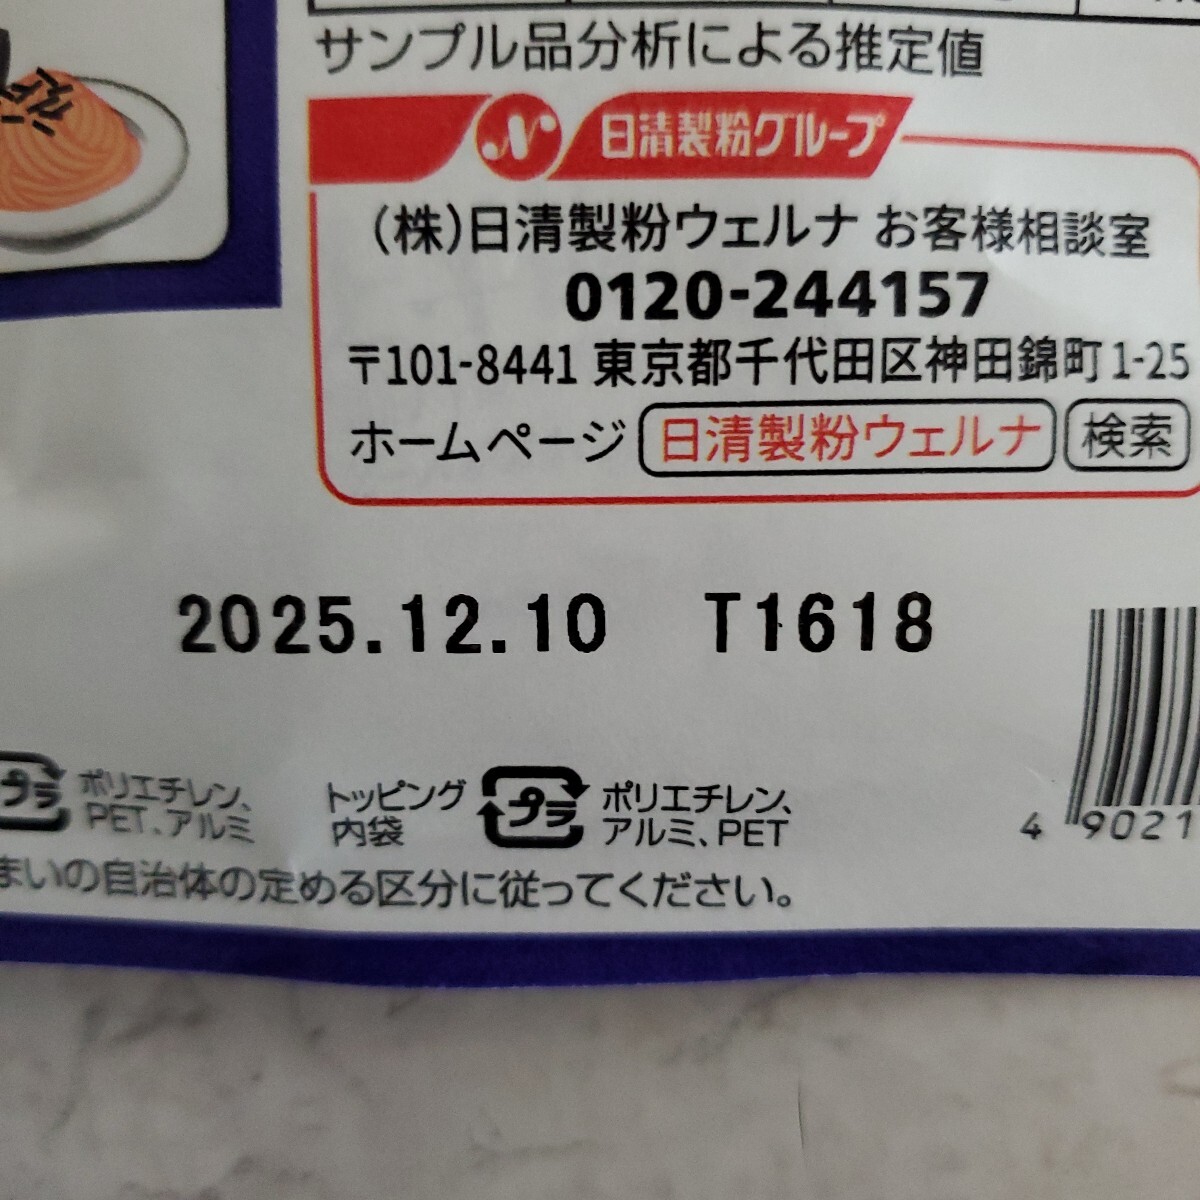 サンプル品分析による推定値
日清製粉グループ
(株)日清製粉ウェルナ お客様相談室
0120-244157
〒101-8441 東京都千代田区神田錦町1-25
ホームページ 日清製粉ウェルナ 検索
2025.12.10 T1618
プラ ポリエチレン、
PET、アルミ
トッピング
内袋
プラ ポリエチレン、
アルミ、PET
4 9021
まいの自治体の定める区分に従ってください。